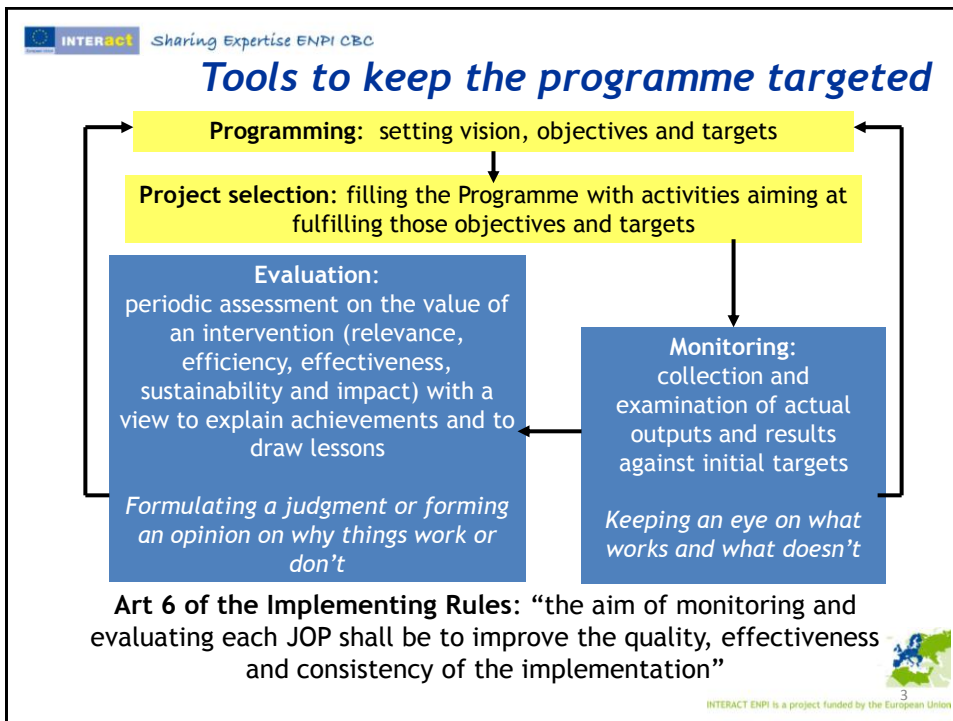 European Union
INTERact
Sharing Expertise ENPI CBC
Tools to keep the programme targeted
Programming: setting vision, objectives and targets
Project selection: filling the Programme with activities aiming at
fulfilling those objectives and targets
Evaluation:
periodic assessment on the value of
an intervention (relevance,
efficiency, effectiveness,
sustainability and impact) with a
view to explain achievements and to
draw lessons
Formulating a judgment or forming
an opinion on why things work or
don’t
Monitoring:
collection and
examination of actual
outputs and results
against initial targets
Keeping an eye on what
works and what doesn’t
Art 6 of the Implementing Rules: “the aim of monitoring and
evaluating each JOP shall be to improve the quality, effectiveness
and consistency of the implementation”
3
INTERACT ENPI is a project funded by the European Union